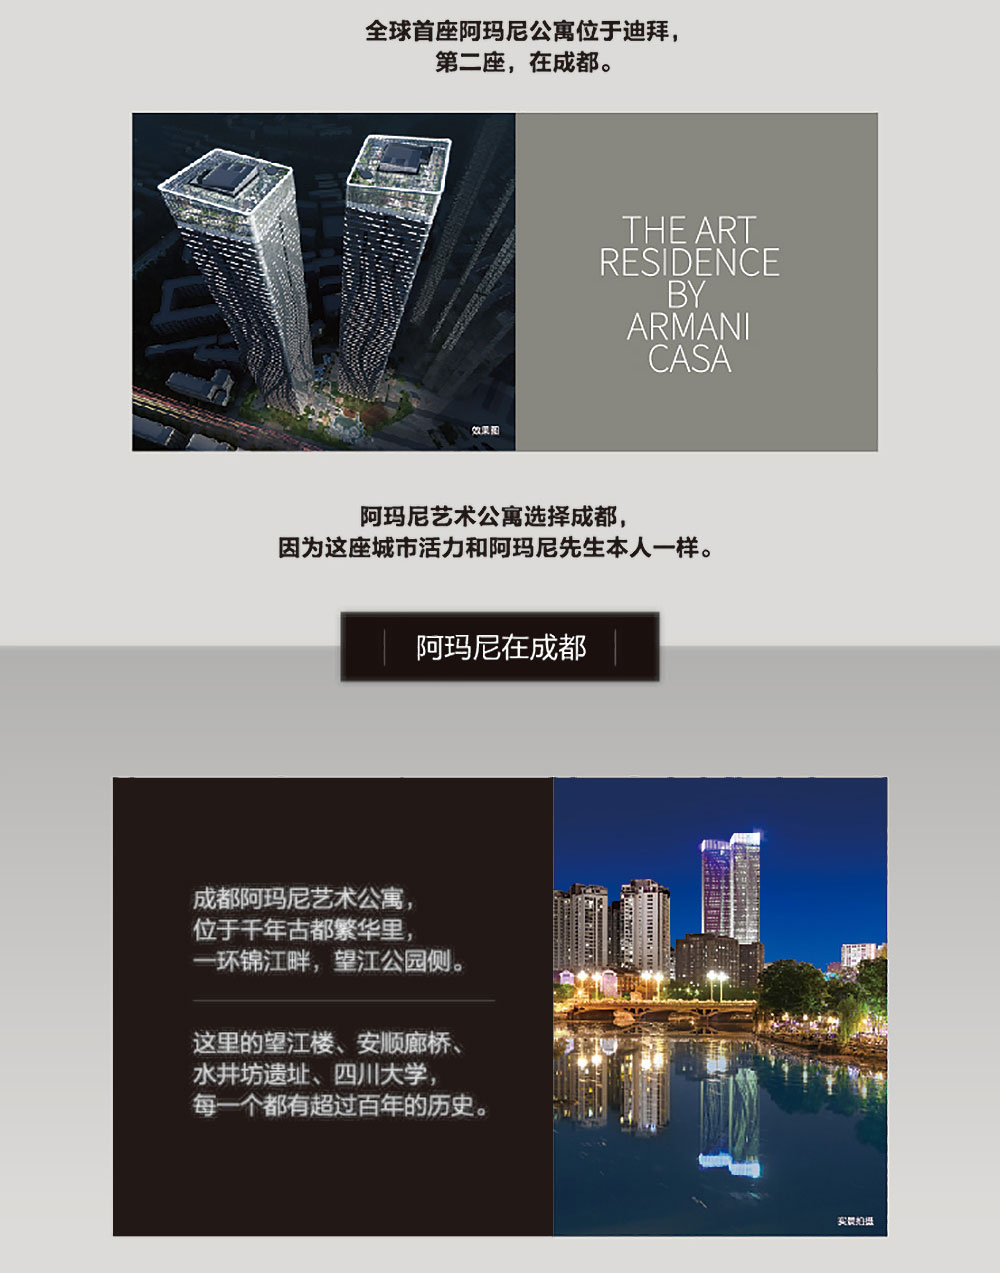 全球首座阿玛尼公寓位于迪拜，
第二座，在成都。
THE ART
RESIDENCE
BY
ARMANI
CASA
效果图
阿玛尼艺术公寓选择成都，
因为这座城市活力和阿玛尼先生本人一样。
阿玛尼在成都
成都阿玛尼艺术公寓，
位于千年古都繁华里，
一环锦江畔，望江公园侧。
这里的望江楼、安顺廊桥、
水井坊遗址、四川大学，
每一个都有超过百年的历史。
实景拍摄